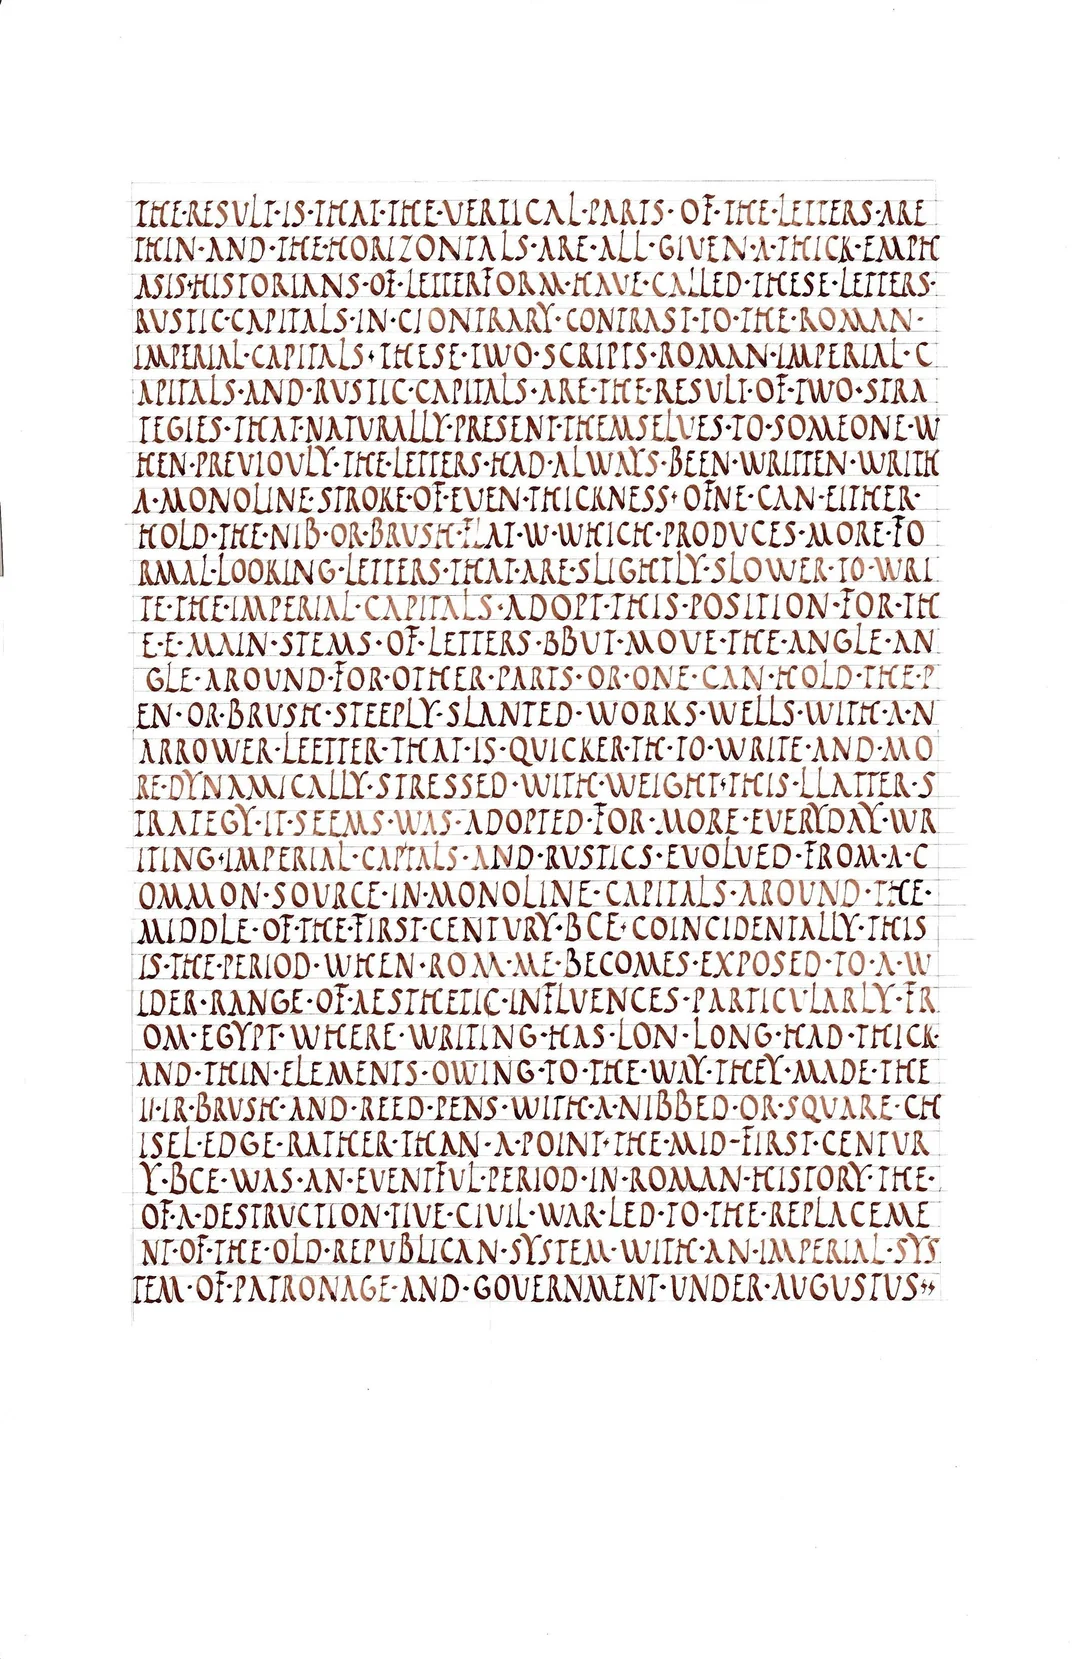 THE·RESULT·IS·THAT·THE·VERTICAL·PARTS·OF·THE·LETTERS·ARE
THIN·AND·THE·HORIZONTALS·ARE·ALL·GIVEN·A·THICK·EMPH
ASIS·HISTORIANS·OF·LETTERFORM·HAVE·CALLED·THESE·LETTERS·
RUSTIC·CAPITALS·IN·CIONTRARY·CONTRAST·TO·THE·ROMAN·
IMPERIAL·CAPITALS·THESE·TWO·SCRIPTS·ROMAN·IMPERIAL·C
APITALS·AND·RUSTIC·CAPITALS·ARE·THE·RESULT·OF·TWO·STRA
TEGIES·THAT·NATURALLY·PRESENT·THEMSELVES·TO·SOMEONE·W
HEN·PREVIOVLY·THE·LETTERS·HAD·ALWAYS·BEEN·WRITTEN·WRITH
A·MONOLINE·STROKE·OF·EVEN·THICKNESS·OFNE·CAN·EITHER·
HOLD·THE·NIB·OR·BRUSH·FLAT·W·WHICH·PRODUCES·MORE·FO
RMAL·LOOKING·LETTERS·THAT·ARE·SLIGHTLY·SLOWER·TO·WRI
TE·THE·IMPERIAL·CAPITALS·ADOPT·THIS·POSITION·FOR·TH
E·E·MAIN·STEMS·OF·LETTERS·BBUT·MOVE·THE·ANGLE·AN
GLE·AROUND·FOR·OTHER·PARTS·OR·ONE·CAN·HOLD·THE·P
EN·OR·BRUSH·STEEPLY·SLANTED·WORKS·WELLS·WITH·A·N
ARROWER·LEETTER·THAT·IS·QUICKER·TH·TO·WRITE·AND·MO
RE·DYNAMICALLY·STRESSED·WITH·WEIGHT·THIS·LLATTER·S
TRATEGY·IT·SEEMS·WAS·ADOPTED·FOR·MORE·EVERYDAY·WR
ITING·IMPERIAL·CAPTALS·AND·RUSTICS·EVOLVED·FROM·A·C
OMMON·SOURCE·IN·MONOLINE·CAPITALS·AROUND·THE·
MIDDLE·OF·THE·FIRST·CENTURY·BCE·COINCIDENTALLY·THIS
IS·THE·PERIOD·WHEN·ROM·ME·BECOMES·EXPOSED·TO·A·W
IDER·RANGE·OF·AESTHETIC·INFLUENCES·PARTICULARLY·FR
OM·EGYPT·WHERE·WRITING·HAS·LON·LONG·HAD·THICK·
AND·THIN·ELEMENTS·OWING·TO·THE·WAY·THEY·MADE·THE
II·IR·BRUSH·AND·REED·PENS·WITH·A·NIBBED·OR·SQUARE·CH
ISEL·EDGE·RATHER·THAN·A·POINT·THE·MID-FIRST·CENTUR
Y·BCE·WAS·AN·EVENTFUL·PERIOD·IN·ROMAN·HISTORY·THE·
OF·A·DESTRUCTION·TIVE·CIVIL·WAR·LED·TO·THE·REPLACEME
NT·OF·THE·OLD·REPUBLICAN·SYSTEM·WITH·AN·IMPERIAL·SYS
TEM·OF·PATRONAGE·AND·GOVERNMENT·UNDER·AUGUSTUS